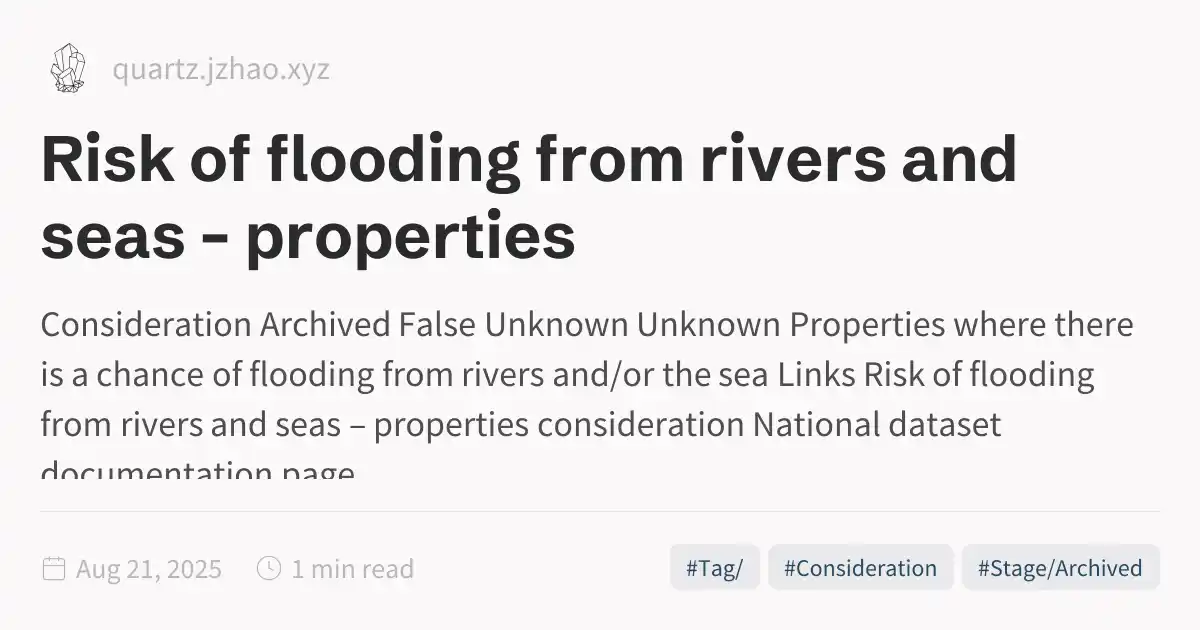 quartz.jzhao.xyz
Risk of flooding from rivers and
seas – properties
Consideration Archived False Unknown Unknown Properties where there
is a chance of flooding from rivers and/or the sea Links Risk of flooding
from rivers and seas – properties consideration National dataset
documentation page
Aug 21, 2025
1 min read
#Tag/
#Consideration
#Stage/Archived